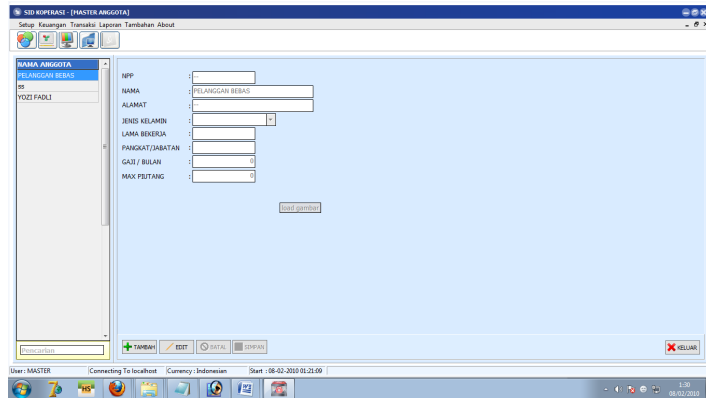 SID KOPERASI - [MASTER ANGGOTA]
Setup Keuangan Transaksi Laporan Tambahan About
NAMA ANGGOTA
PELANGGAN BEBAS
ss
YOZI FADLI
NPP : --
NAMA : PELANGGAN BEBAS
ALAMAT : --
JENIS KELAMIN :
LAMA BEKERJA :
PANGKAT/JABATAN :
GAJI / BULAN : 0
MAX PIUTANG : 0
load gambar
Pencarian
TAMBAH EDIT BATAL SIMPAN KELUAR
User : MASTER Connecting To localhost Currency : Indonesian Start : 08-02-2010 01:21:09
"HS"
1:30
08/02/2010